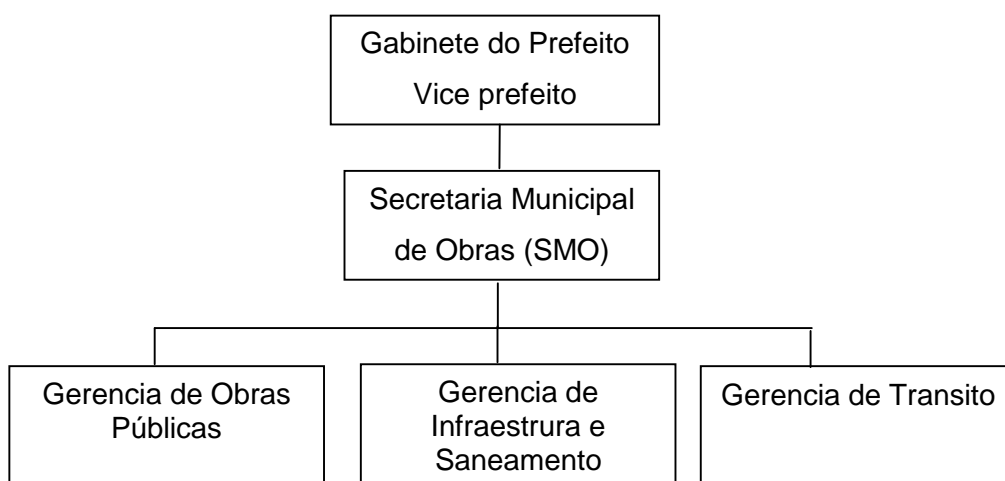 Gabinete do Prefeito
Vice prefeito
Secretaria Municipal
de Obras (SMO)
Gerencia de Obras
Públicas
Gerencia de
Infraestrura e
Saneamento
Gerencia de Transito